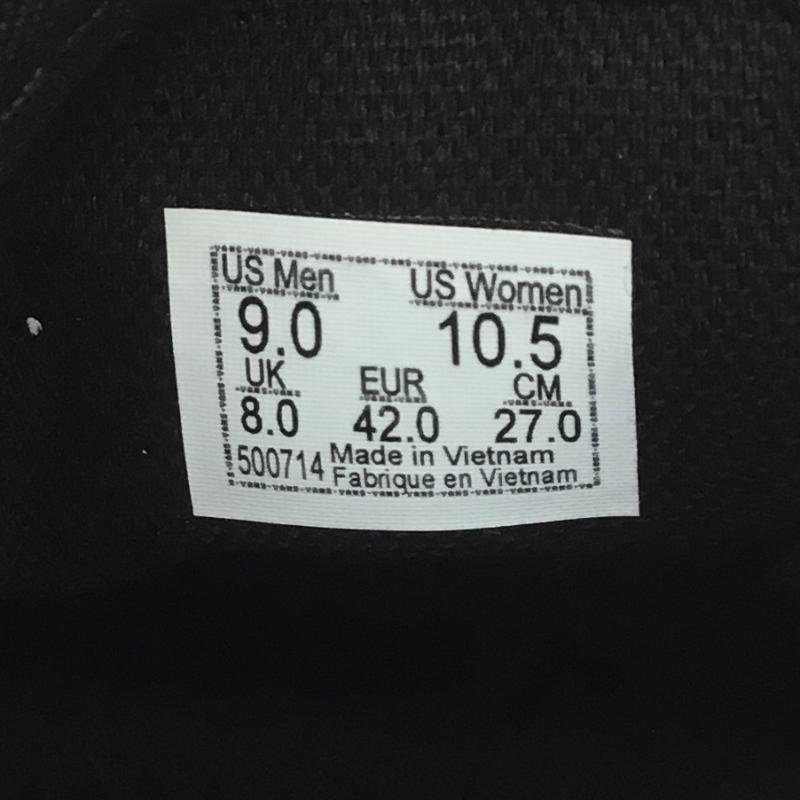 US Men US Women
9.0 10.5
UK EUR CM
8.0 42.0 27.0
500714 Made in Vietnam
Fabrique en Vietnam